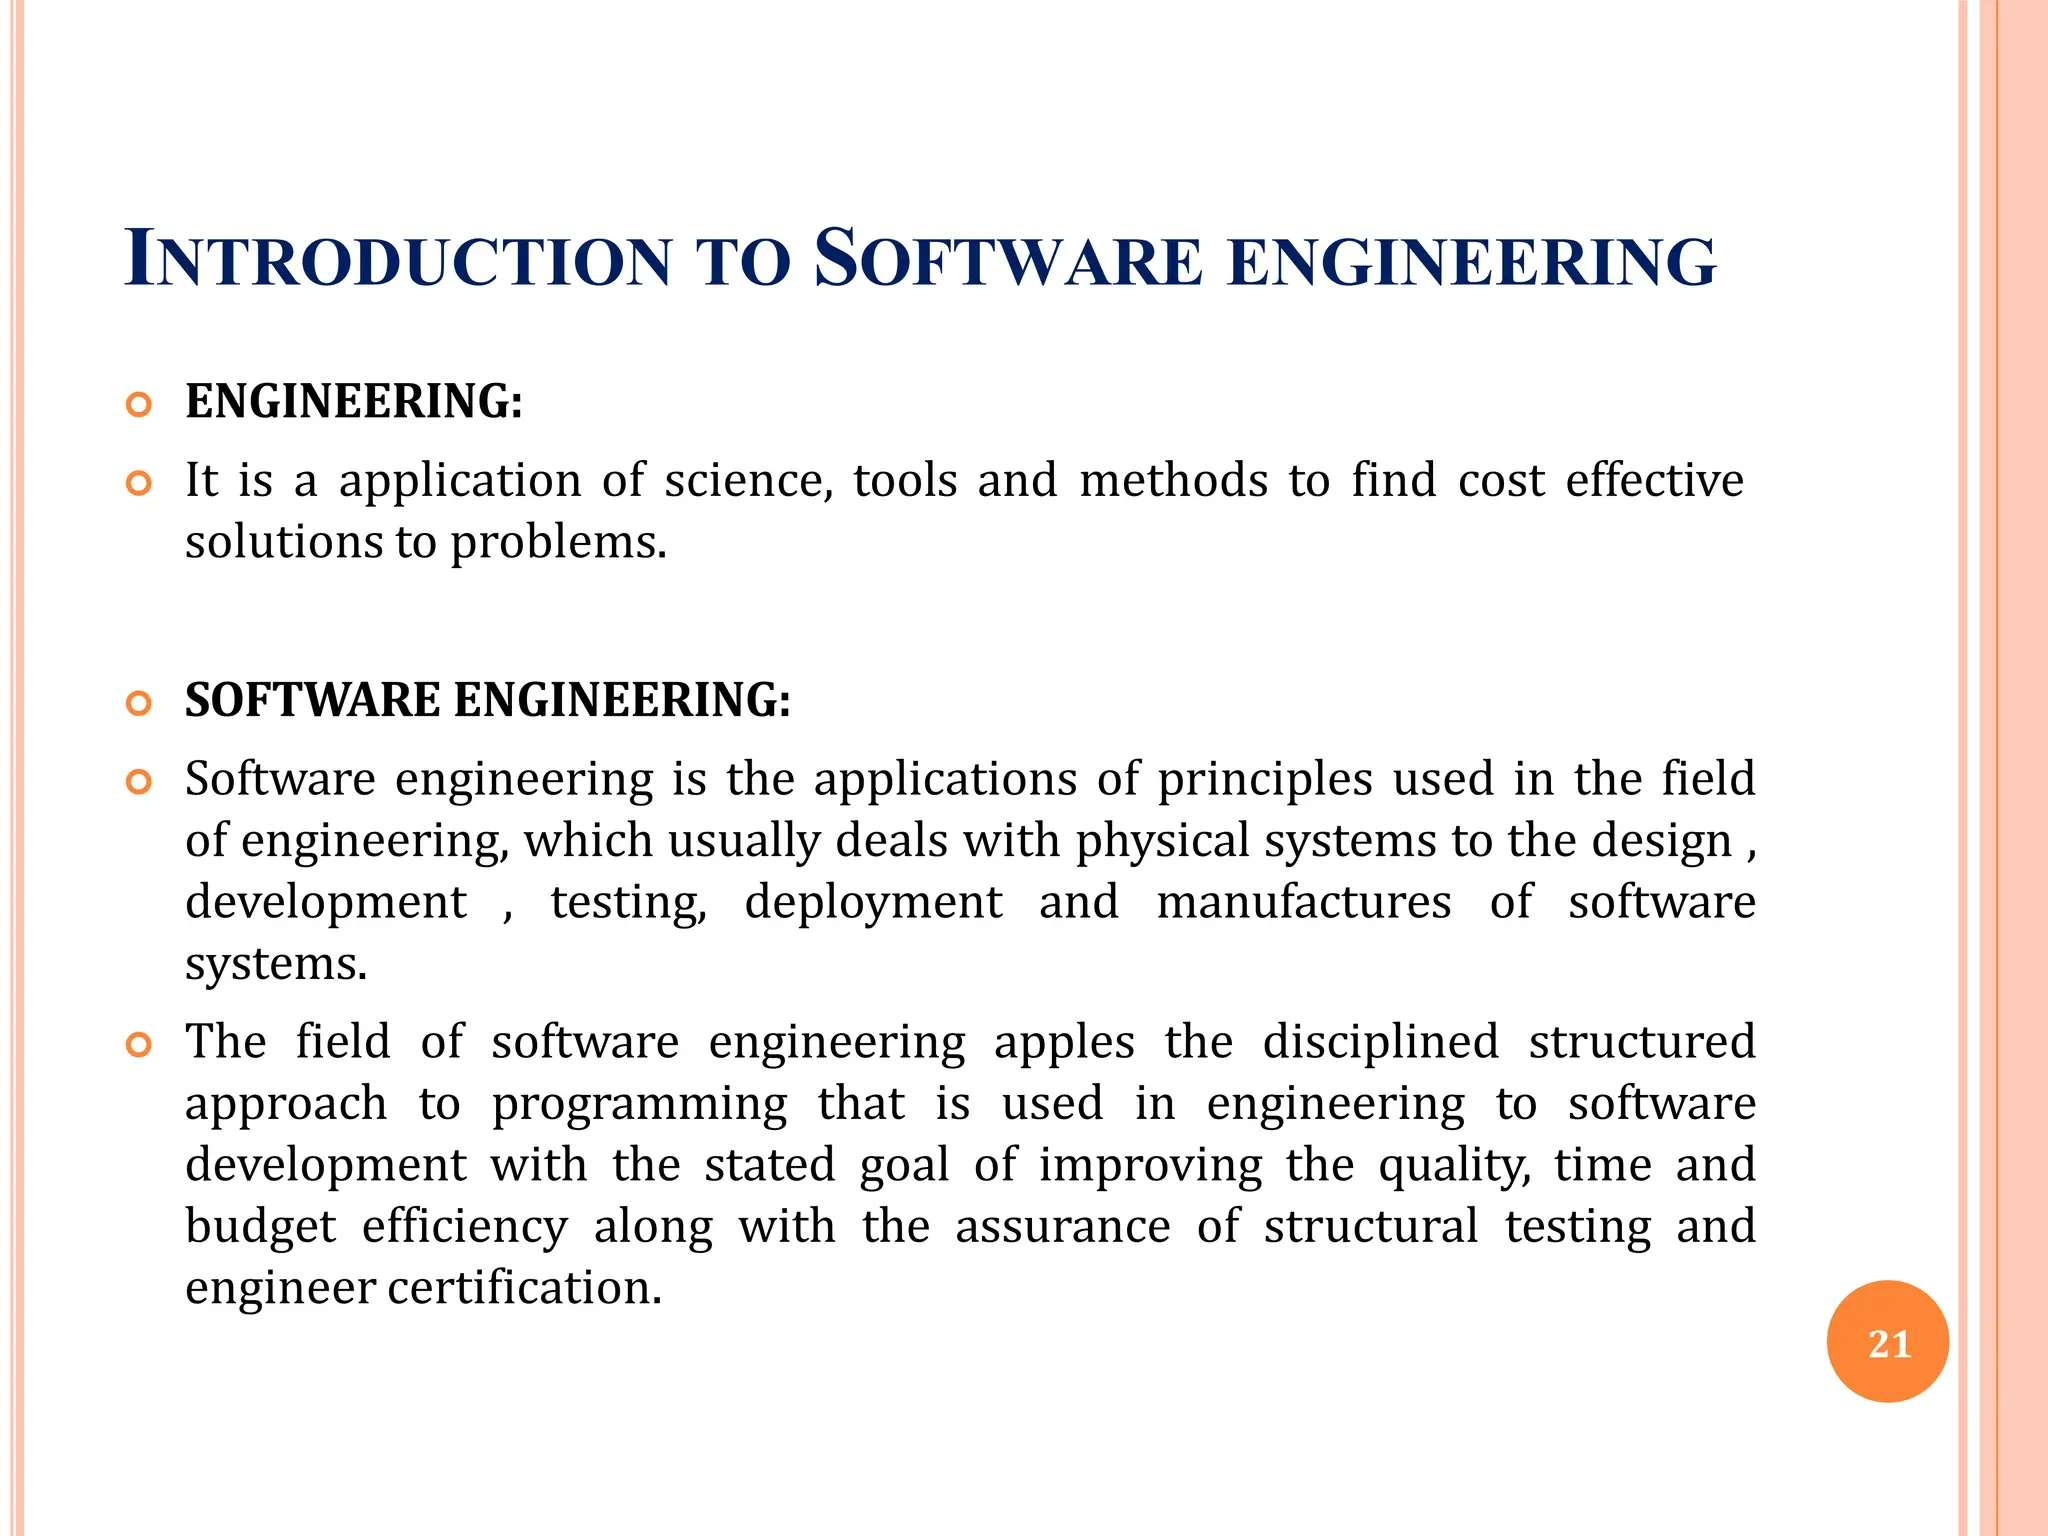 INTRODUCTION TO SOFTWARE ENGINEERING
ENGINEERING:
It is a application of science, tools and methods to find cost effective
solutions to problems.
SOFTWARE ENGINEERING:
Software engineering is the applications of principles used in the field
of engineering, which usually deals with physical systems to the design ,
development , testing, deployment and manufactures of software
systems.
The field of software engineering apples the disciplined structured
approach to programming that is used in engineering to software
development with the stated goal of improving the quality, time and
budget efficiency along with the assurance of structural testing and
engineer certification.
21